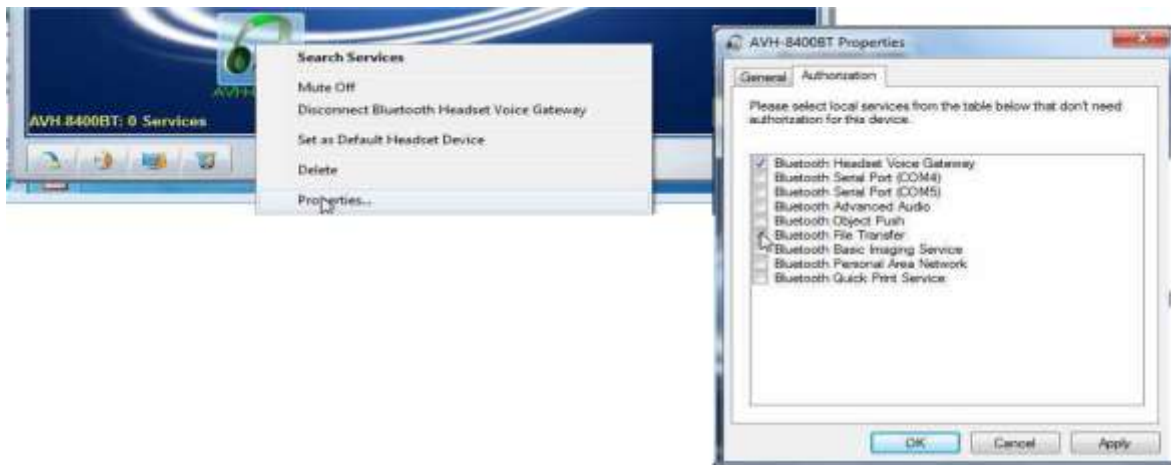 Search Services
Mute Off
Disconnect Bluetooth Headset Voice Gateway
Set as Default Headset Device
Delete
Properties...
AVH-
AVH-8400BT: 0 Services
AVH-8400BT Properties
General Authorization
Please select local services from the table below that don't need
authorization for this device.
Bluetooth Headset Voice Gateway
Bluetooth Serial Port (COM4)
Bluetooth Serial Port (COM5)
Bluetooth Advanced Audio
Bluetooth Object Push
Bluetooth File Transfer
Bluetooth Basic Imaging Service
Bluetooth Personal Area Network
Bluetooth Quick Print Service
OK Cancel Apply